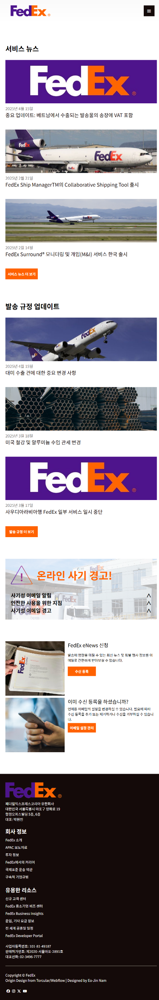 FedEx®
서비스 뉴스
FedEx®
2025년 4월 15일
중요 업데이트: 베트남에서 수출되는 발송물의 송장에 VAT 포함
FedEx
FedEx
FedEx
2025년 2월 21일
FedEx Ship ManagerTM의 Collaborative Shipping Tool 출시
FedEx
2025년 2월 14일
FedEx Surround® 모니터링 및 개입(M&I) 서비스 한국 출시
서비스 뉴스 더 보기
발송 규정 업데이트
FedEx
Express
FedEx
2025년 4월 15일
대미 수출 건에 대한 중요 변경 사항
2025년 3월 18일
미국 철강 및 알루미늄 수입 관세 변경
FedEx®
2025년 3월 17일
사우디아라비아행 FedEx 일부 서비스 일시 중단
발송 규정 더 보기
FedEx
! 온라인 사기 경고!
FedEx
사기성 이메일 알림
안전한 사용을 위한 지침
사기성 이메일 경고
FedEx
FedEx eNews 신청
발송에 영향을 미칠 수 있는 최신 뉴스 및 특별 행사 정보를 이
메일로 간편하게 받아보실 수 있습니다.
수신 등록
이미 수신 등록을 하셨습니까?
언제든 이메일의 설정을 변경하실 수 있습니다. 필요에 따라
수신 등록을 추가 또는 제거하거나 수신을 거부하실 수 있습니
다.
이메일 설정 관리
FedEx®
페더럴익스프레스코리아 유한회사
대한민국 서울특별시 마포구 양화로 19
합정오피스빌딩 5층, 6층
대표: 박원빈
회사 정보
FedEx 소개
APAC 보도자료
투자 정보
FedEx에서의 커리어
국제표준 운송 약관
구속적 기업규범
유용한 리소스
신규 고객 센터
FedEx 중소기업 비즈 센터
FedEx Business Insights
운임, 기타 요금 정보
전 세계 공휴일 일정
FedEx Developer Portal
사업자등록번호: 101-81-49187
판매허가번호: 제2020-서울마포-2891호
대표전화: 02-3496-7777
Copyright © FedEx
Origin Design from Torcular/Webflow | Designed by Eo-Jin Nam